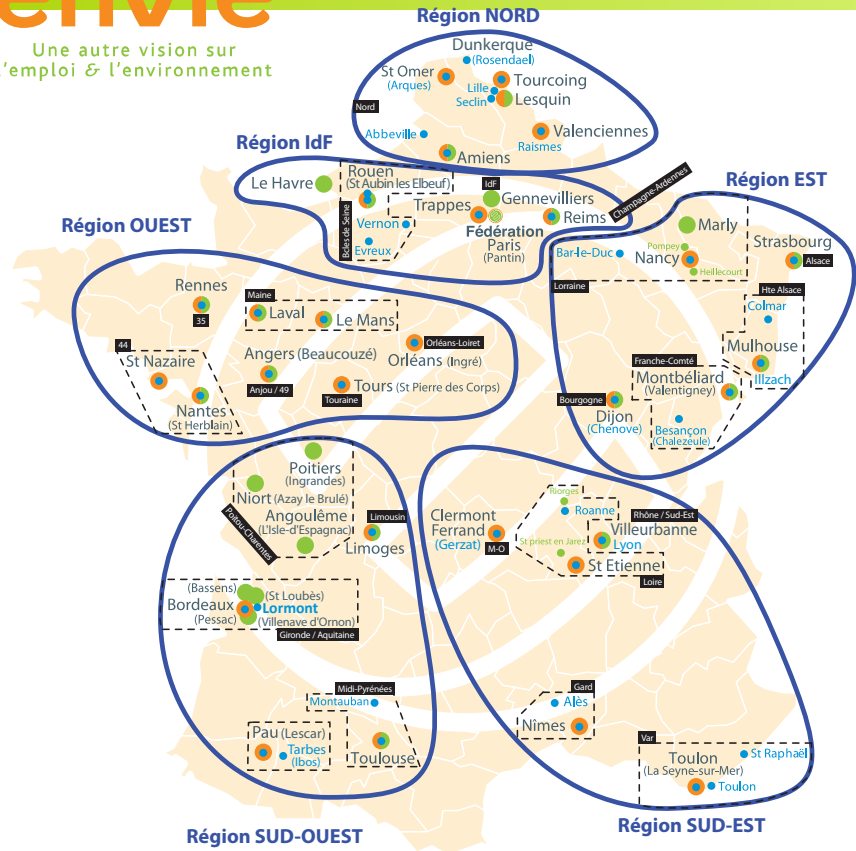 envie
Une autre vision sur
l'emploi & l'environnement
Région NORD
Dunkerque
(Rosendael)
St Omer
(Arques)
Tourcoing
Lille
Seclin
Lesquin
Nord
Abbeville
Valenciennes
Raismes
Amiens
Région IdF
Le Havre
Rouen
(St Aubin les Elbeuf)
IdF
Gennevilliers
Trappes
Reims
Champagne-Ardennes
Fédération
Paris
(Pantin)
Bcles de Seine
Vernon
Evreux
Région EST
Marly
Pompey
Bar-le-Duc
Nancy
Heillecourt
Lorraine
Strasbourg
Alsace
Hte Alsace
Colmar
Mulhouse
Illzach
Franche-Comté
Montbéliard
(Valentigney)
Bourgogne
Dijon
(Chenove)
Besançon
(Chalezeule)
Région OUEST
Rennes
35
Maine
Laval
Le Mans
44
St Nazaire
Nantes
(St Herblain)
Angers (Beaucouzé)
Anjou / 49
Orléans-Loiret
Orléans (Ingré)
Tours (St Pierre des Corps)
Touraine
Poitiers
(Ingrandes)
Niort (Azay le Brulé)
Angoulême
(L'Isle-d'Espagnac)
Poitou-Charentes
Limousin
Limoges
(Bassens)
(St Loubès)
Bordeaux
Lormont
(Pessac)
(Villenave d'Ornon)
Gironde / Aquitaine
Midi-Pyrénées
Montauban
Pau (Lescar)
Tarbes
(Ibos)
Toulouse
Région SUD-OUEST
Clermont
Ferrand
(Gerzat)
M-O
Riorges
Roanne
Rhône / Sud-Est
Villeurbanne
Lyon
St priest en Jarez
St Etienne
Loire
Gard
Alès
Nîmes
Var
Toulon
(La Seyne-sur-Mer)
St Raphaël
Toulon
Région SUD-EST